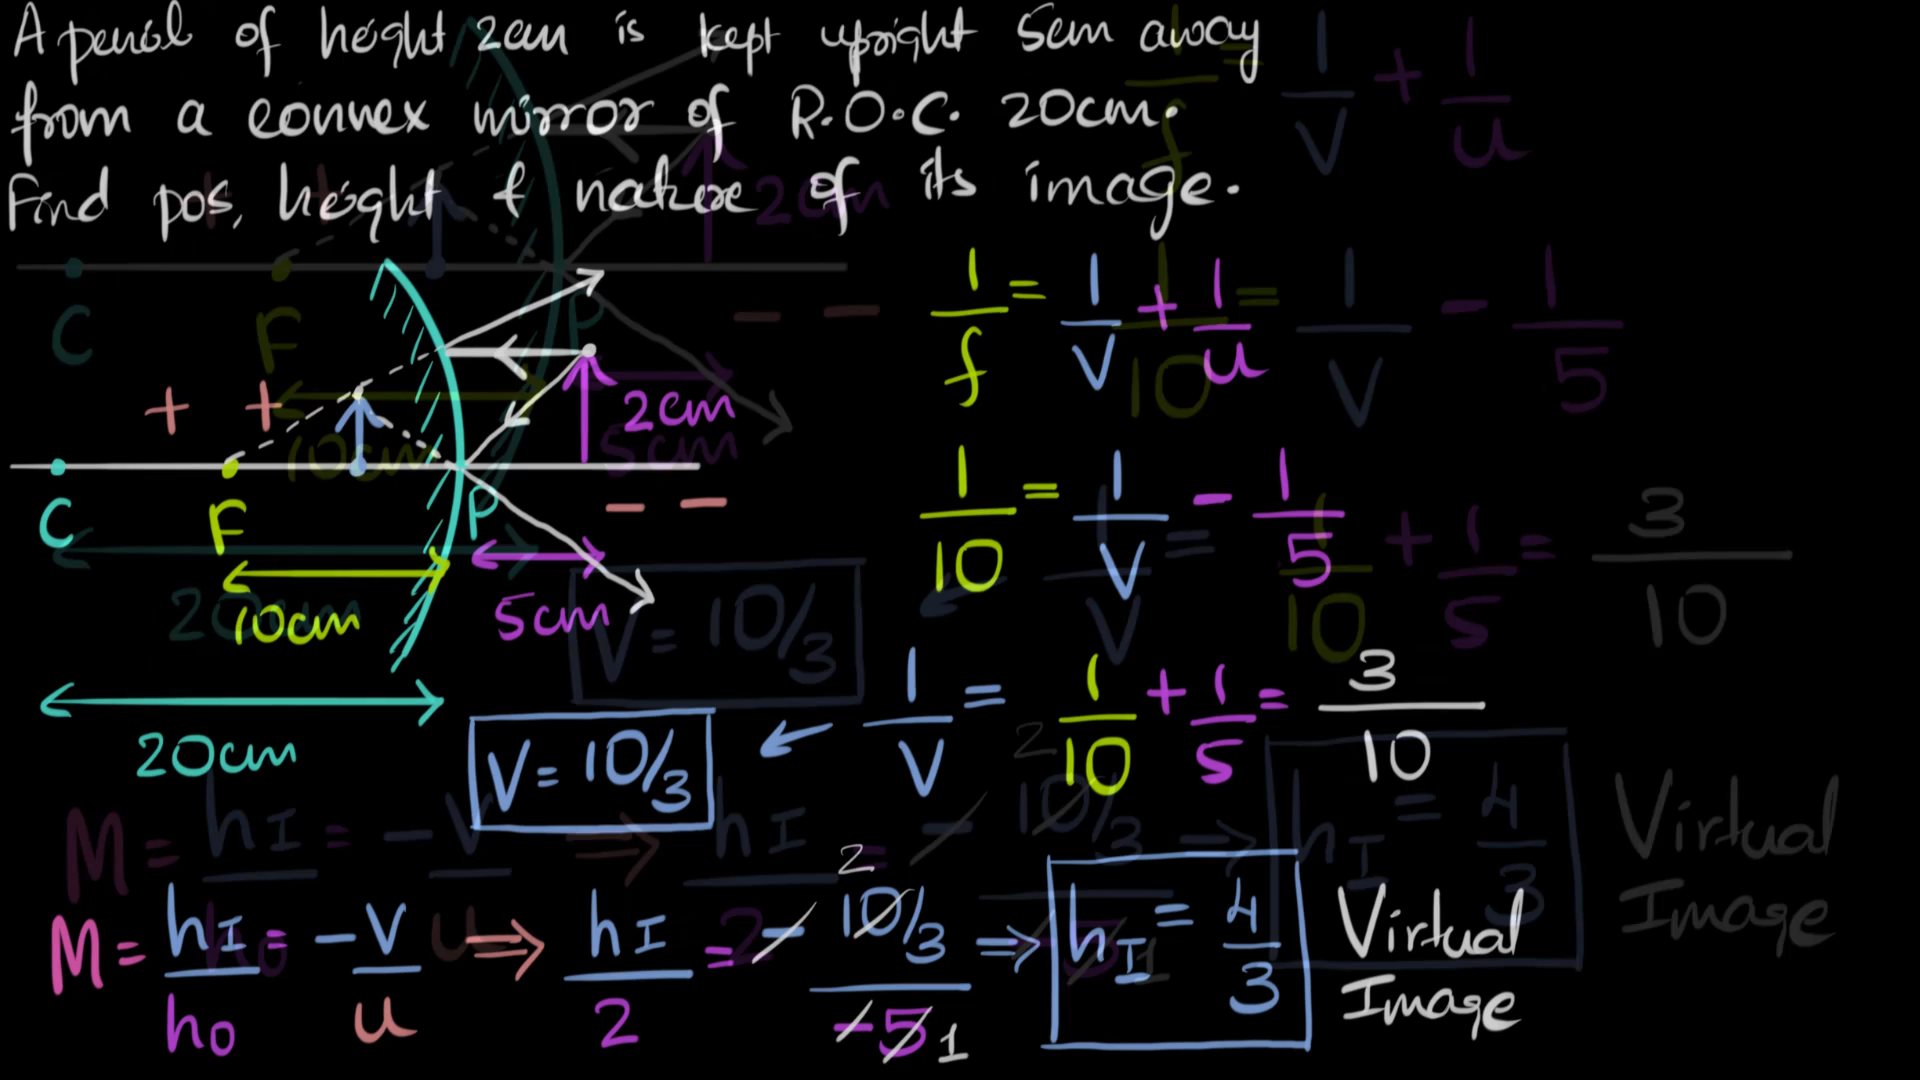 A pencil of height 2cm is kept upright 5cm away
from a convex mirror of R.O.C. 20cm.
Find pos, height & nature of its image.
1/f = 1/v + 1/u
+ +
2cm
1/10 = 1/v - 1/5
- -
C F P
10cm 5cm
1/v = 1/10 + 1/5 = 3/10
20cm
V = 10/3
M = hI/ho = -v/u ⇒ hI/2 = - 10/3 / -5 ⇒ hI = 4/3
2
1
Virtual
Image